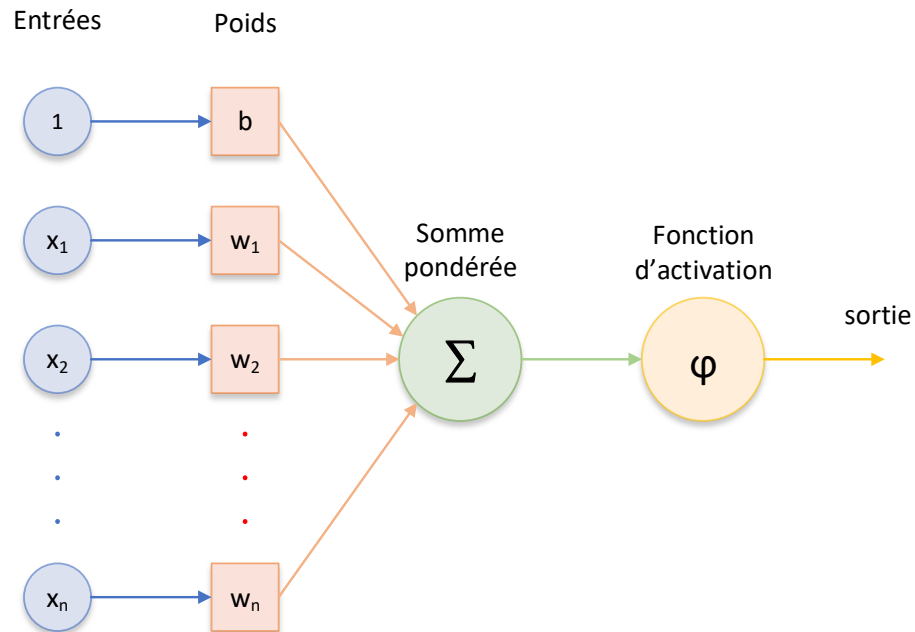 Entrées
Poids
1
b
x₁
w₁
Somme
pondérée
Fonction
d'activation
x₂
w₂
Σ
φ
sortie
xₙ
wₙ